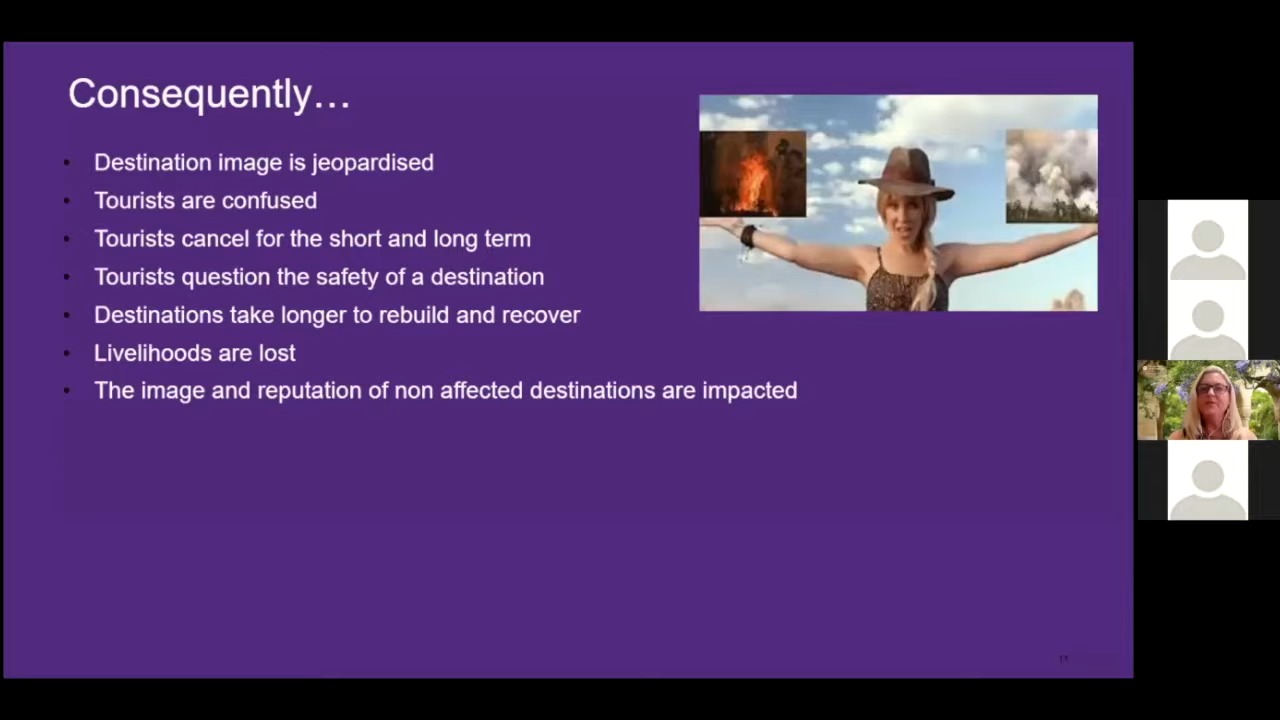 Consequently…
• Destination image is jeopardised
• Tourists are confused
• Tourists cancel for the short and long term
• Tourists question the safety of a destination
• Destinations take longer to rebuild and recover
• Livelihoods are lost
• The image and reputation of non affected destinations are impacted